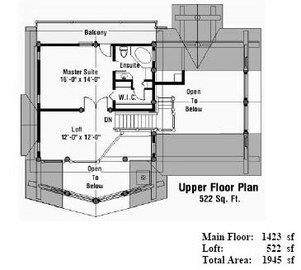 Balcony
Ensuite
Master Suite
16'-0" x 14'-0"
W.I.C.
Open
To
Below
DN
Loft
12'-0" x 12'-0"
Open
To
Below
Upper Floor Plan
522 Sq. Ft.
Main Floor: 1423 sf
Loft: 522 sf
Total Area: 1945 sf